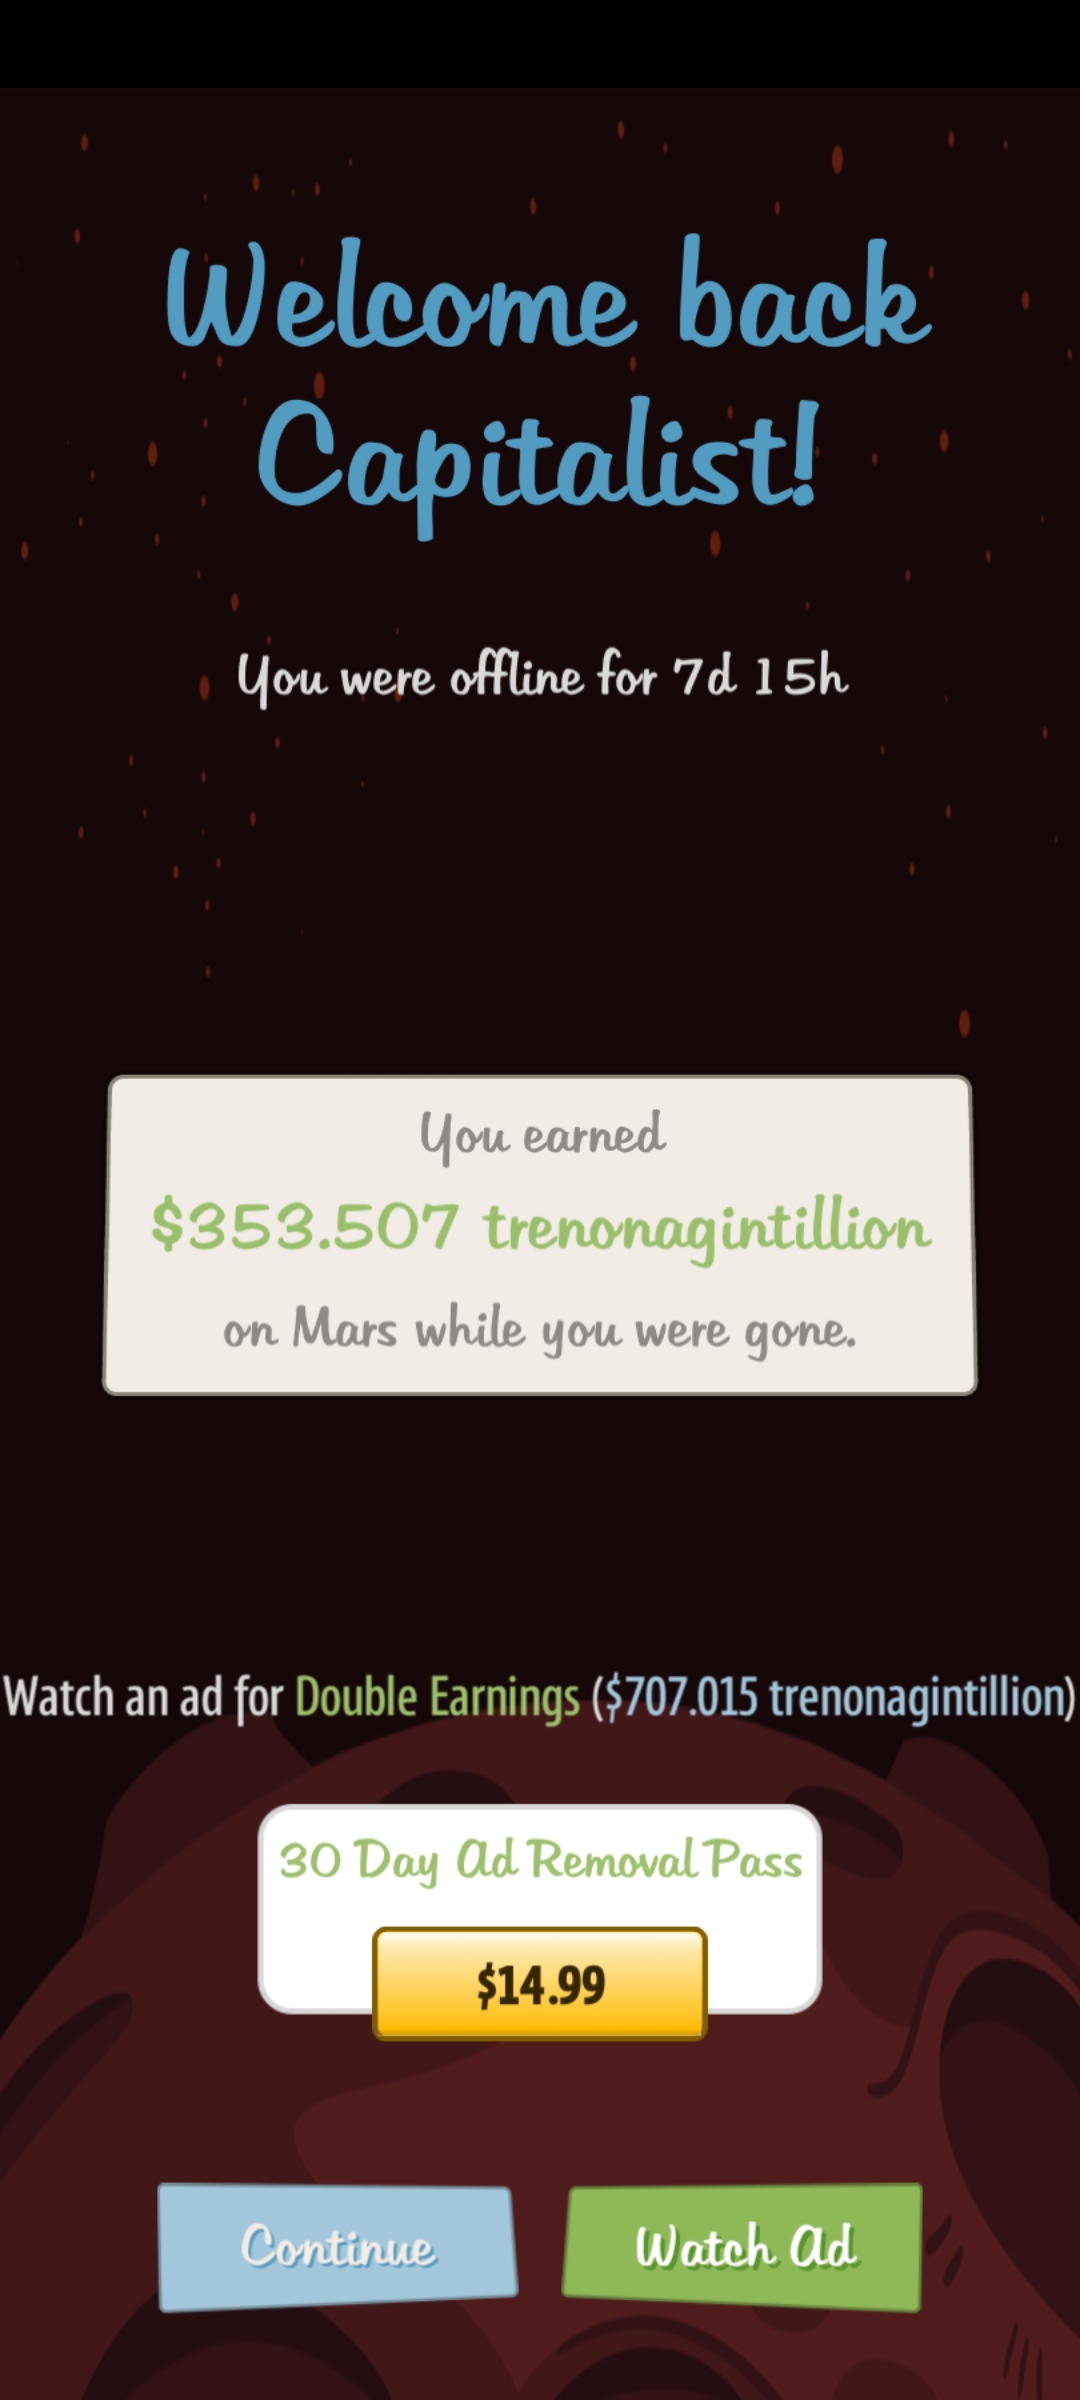 Welcome back
Capitalist!
You were offline for 7d 15h
You earned
$353.507 trenonagintillion
on Mars while you were gone.
Watch an ad for Double Earnings ($707.015 trenonagintillion)
30 Day Ad Removal Pass
$14.99
Continue
Watch Ad